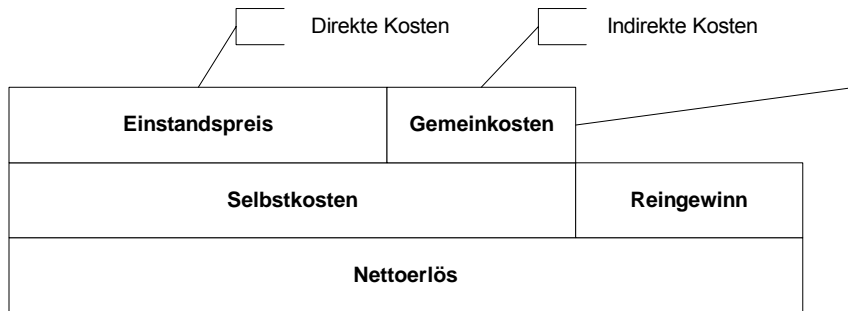 Direkte Kosten Indirekte Kosten
Einstandspreis Gemeinkosten
Selbstkosten Reingewinn
Nettoerlös